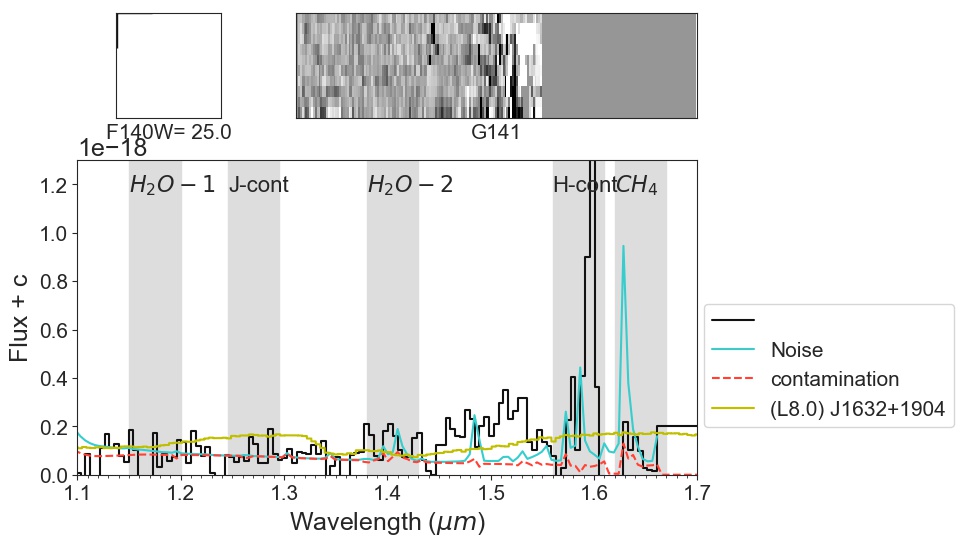 F140W= 25.0
G141
1e−18
H₂O − 1 J-cont H₂O − 2 H-cont CH₄
1.2
1.0
0.8
0.6
0.4
0.2
0.0
Flux + c
1.1 1.2 1.3 1.4 1.5 1.6 1.7
Wavelength (μm)
Noise
contamination
(L8.0) J1632+1904